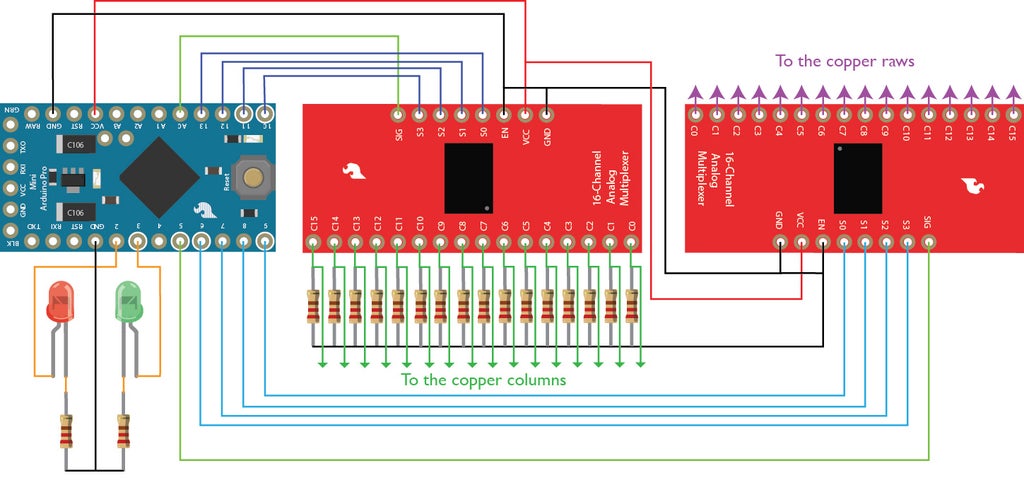 To the copper raws
GRN
RAW
GND
RST
VCC
A3
A2
A1
A0
13
12
11
10
TXO
RXI
VCC
GND
BLK
C106
C106
Mini
Arduino Pro
Reset
TXO
RXI
RST
GND
2
3
4
5
6
7
8
9
SIG
S3
S2
S1
S0
EN
VCC
GND
16-Channel
Analog
Multiplexer
C15
C14
C13
C12
C11
C10
C9
C8
C7
C6
C5
C4
C3
C2
C1
C0
C0
C1
C2
C3
C4
C5
C6
C7
C8
C9
C10
C11
C12
C13
C14
C15
16-Channel
Analog
Multiplexer
GND
VCC
EN
S0
S1
S2
S3
SIG
To the copper columns